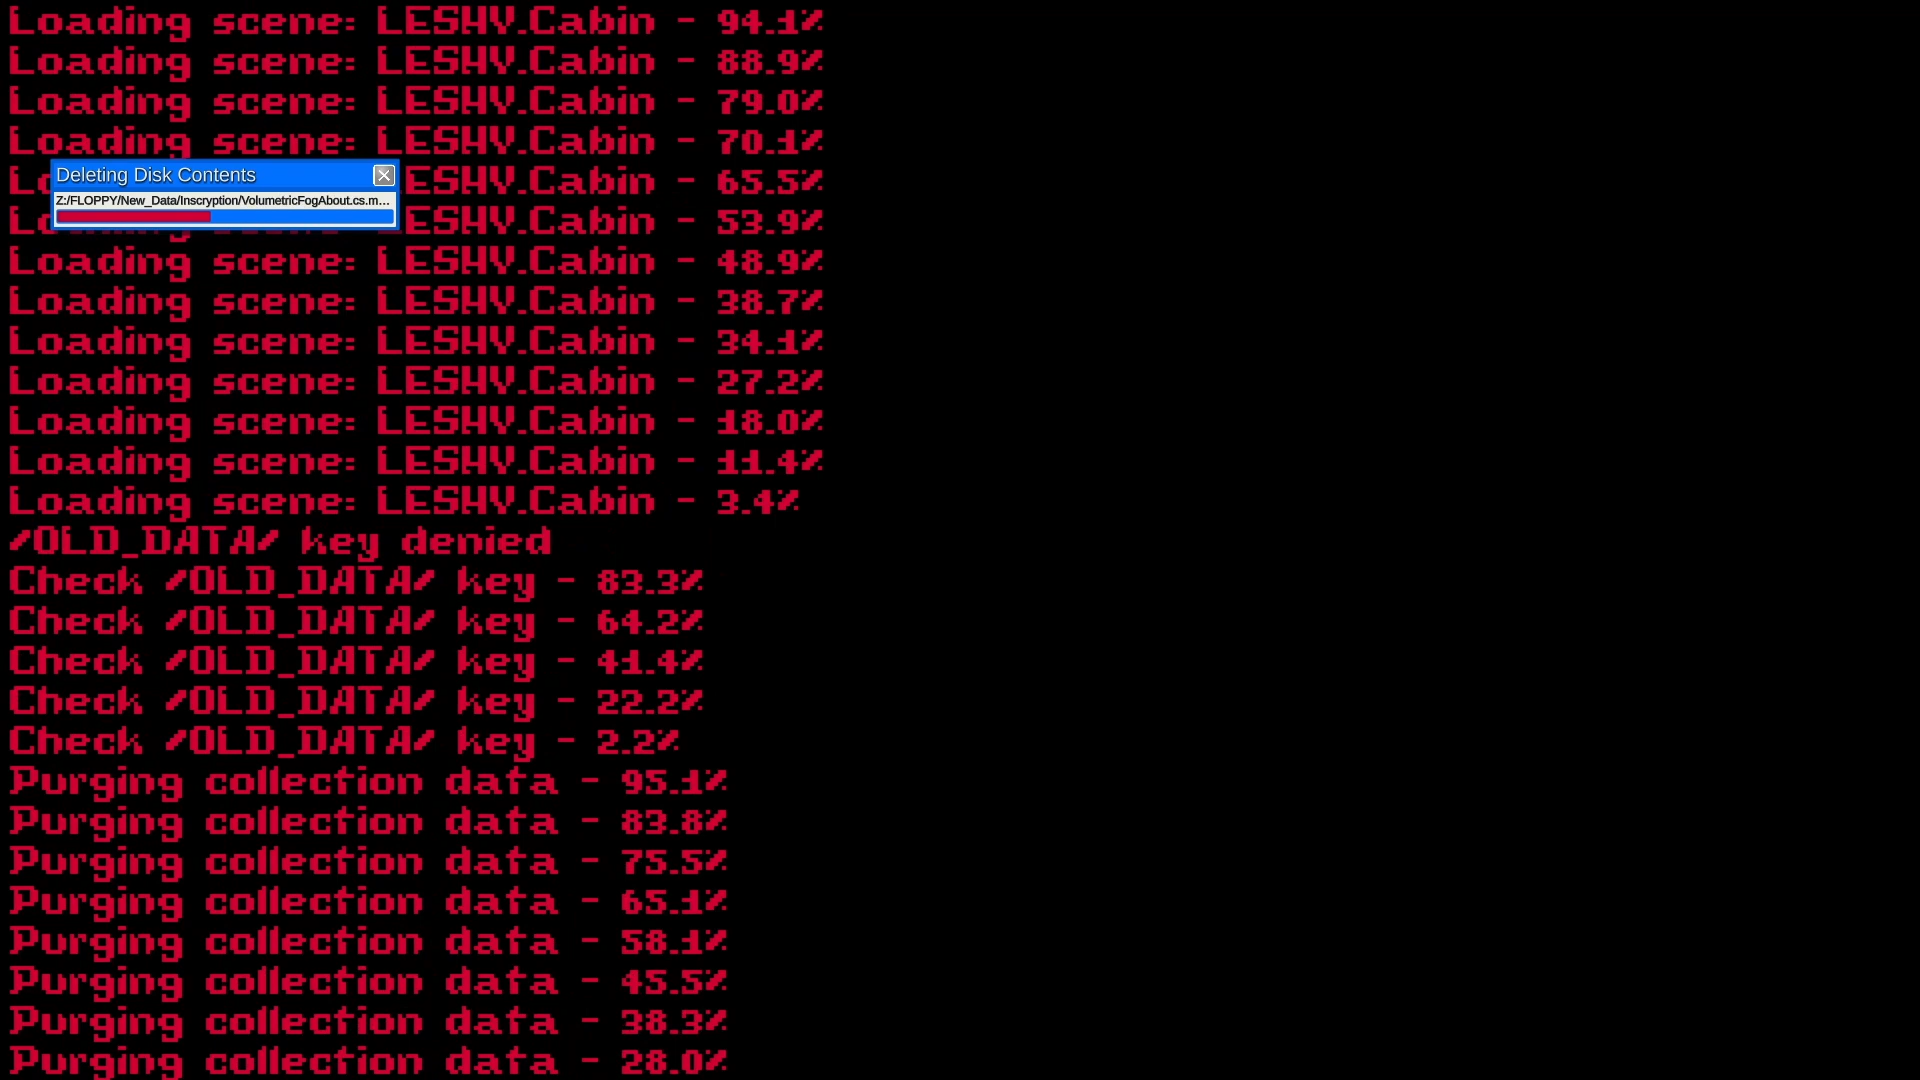 Loading scene: LESHY.Cabin - 94.1%
Loading scene: LESHY.Cabin - 88.9%
Loading scene: LESHY.Cabin - 79.0%
Loading scene: LESHY.Cabin - 70.1%
Deleting Disk Contents
Z:/FLOPPY/New_Data/Inscryption/VolumetricFogAbout.cs.m...
Lo ESHY.Cabin - 65.5%
Lo ESHY.Cabin - 53.9%
Loading scene: LESHY.Cabin - 48.9%
Loading scene: LESHY.Cabin - 38.7%
Loading scene: LESHY.Cabin - 34.1%
Loading scene: LESHY.Cabin - 27.2%
Loading scene: LESHY.Cabin - 18.0%
Loading scene: LESHY.Cabin - 11.4%
Loading scene: LESHY.Cabin - 3.4%
/OLD_DATA/ key denied
Check /OLD_DATA/ key - 83.3%
Check /OLD_DATA/ key - 64.2%
Check /OLD_DATA/ key - 41.4%
Check /OLD_DATA/ key - 22.2%
Check /OLD_DATA/ key - 2.2%
Purging collection data - 95.1%
Purging collection data - 83.8%
Purging collection data - 75.5%
Purging collection data - 65.1%
Purging collection data - 58.1%
Purging collection data - 45.5%
Purging collection data - 38.3%
Purging collection data - 28.0%